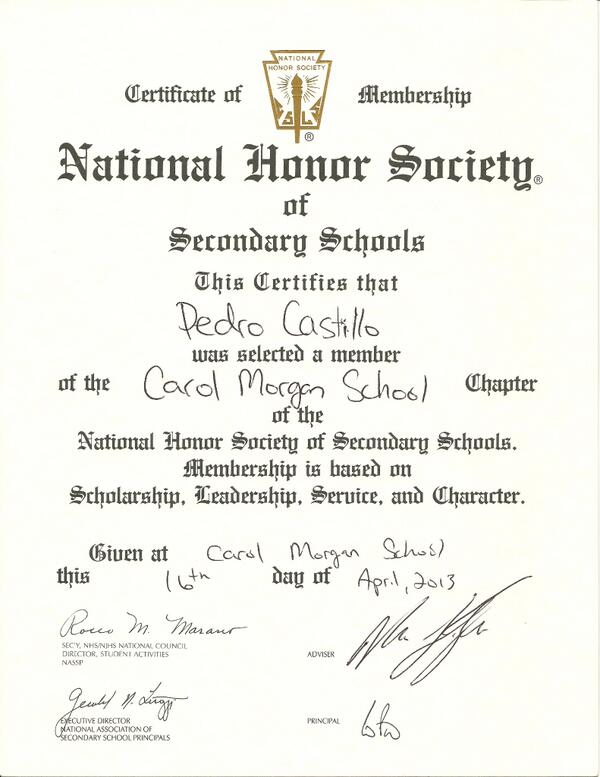 NATIONAL
HONOR SOCIETY
Certificate of Membership
National Honor Society®
of
Secondary Schools
This Certifies that
Pedro Castillo
was selected a member
of the Carol Morgan School Chapter
of the
National Honor Society of Secondary Schools.
Membership is based on
Scholarship, Leadership, Service, and Character.
Given at Carol Morgan School
this 16th day of April, 2013
Rocco M. Marano
SEC'Y, NHS/NJHS NATIONAL COUNCIL
DIRECTOR, STUDENT ACTIVITIES
NASSP
ADVISER
EXECUTIVE DIRECTOR
NATIONAL ASSOCIATION OF
SECONDARY SCHOOL PRINCIPALS
PRINCIPAL